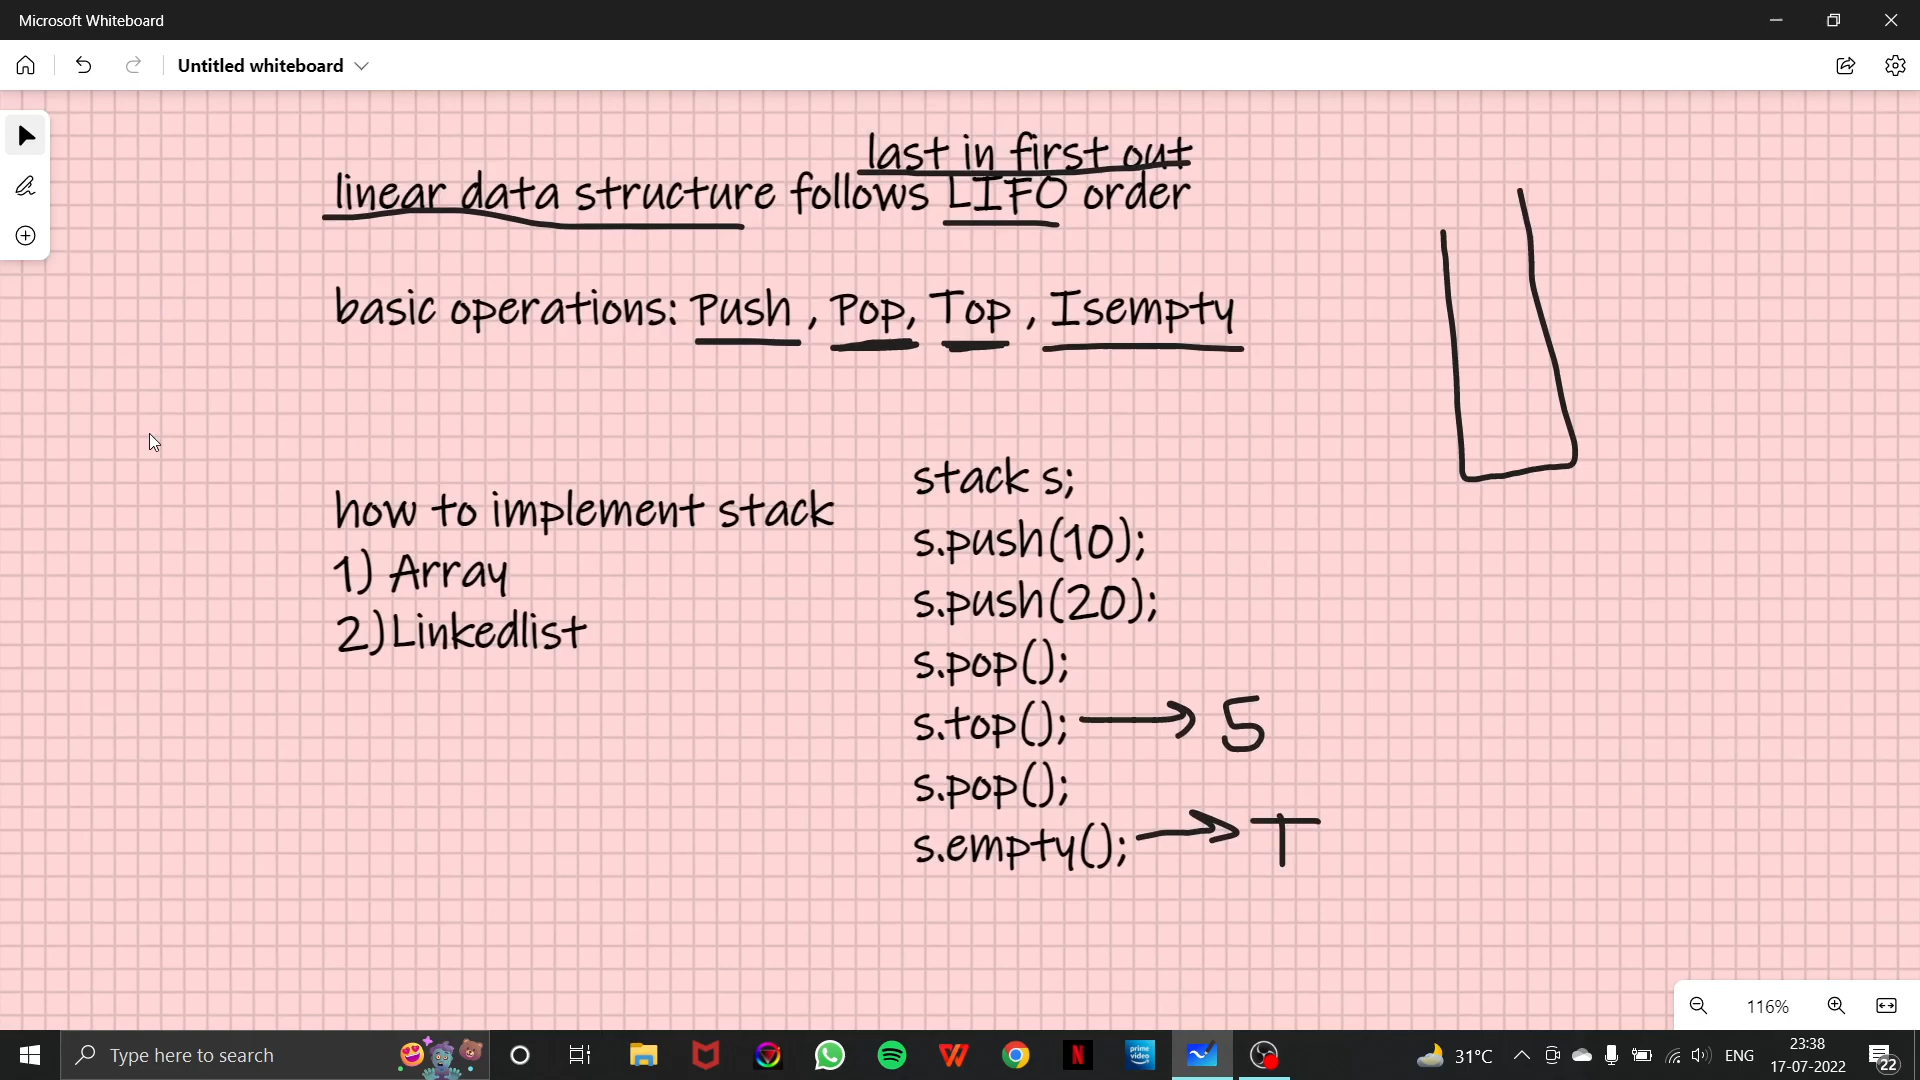 Microsoft Whiteboard
Untitled whiteboard
last in first out
linear data structure follows LIFO order
basic operations: Push , Pop, Top , Isempty
how to implement stack
1) Array
2)Linkedlist
stack s;
s.push(10);
s.push(20);
s.pop();
s.top(); → 5
s.pop();
s.empty(); → T
116%
Type here to search
prime video
31°C
ENG
23:38
17-07-2022
22